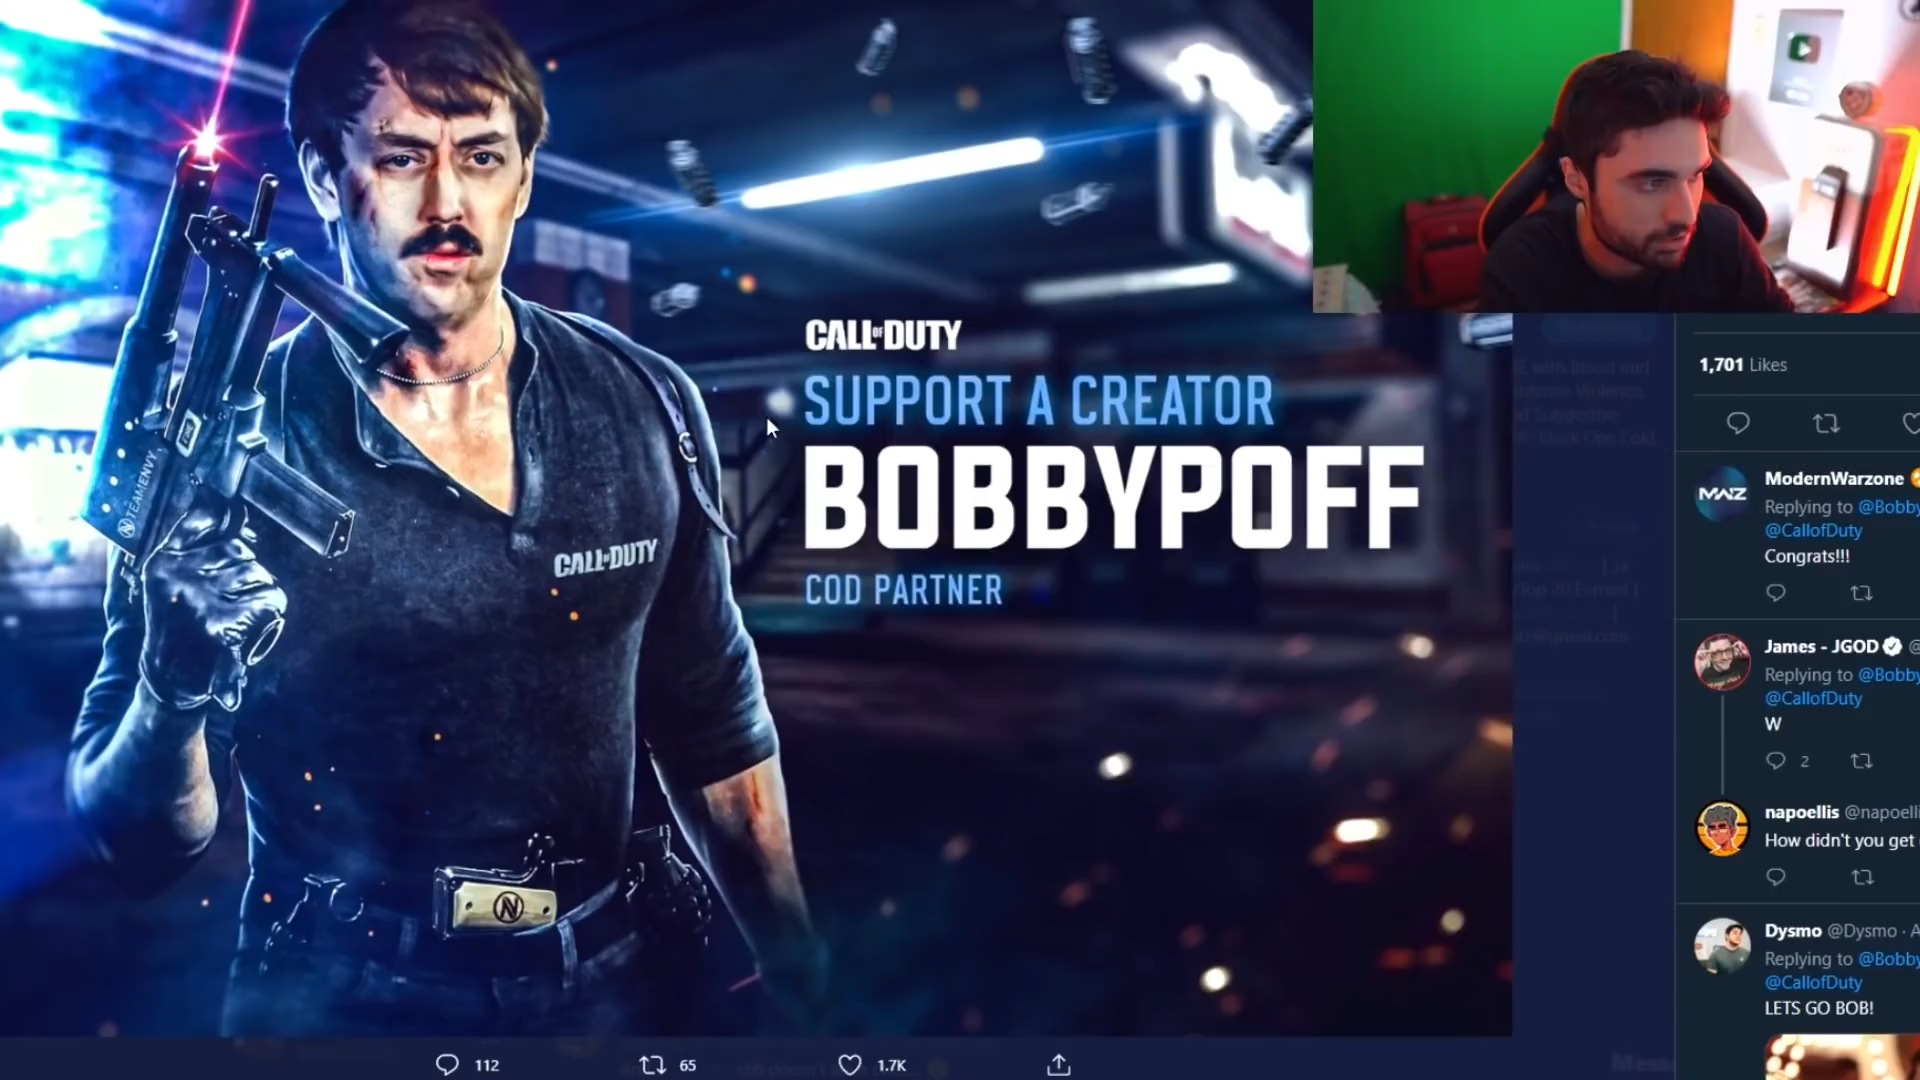 CALL OF DUTY
SUPPORT A CREATOR
BOBBYPOFF
COD PARTNER
CALL OF DUTY
TEAMENVY
1,701 Likes
ModernWarzone
Replying to @Bobby
@CallofDuty
Congrats!!!
James - JGOD @
Replying to @Bobby
@CallofDuty
W
2
napoellis @napoelli
How didn't you get
Dysmo @Dysmo · A
Replying to @Bobby
@CallofDuty
LETS GO BOB!
112
65
1.7K